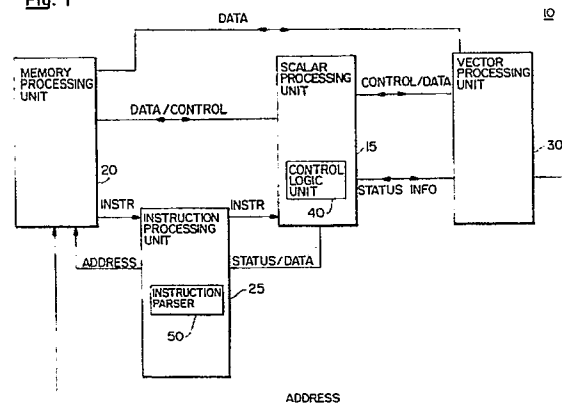 Fig. 1
10
DATA
MEMORY
PROCESSING
UNIT
SCALAR
PROCESSING
UNIT
VECTOR
PROCESSING
UNIT
CONTROL/DATA
DATA/CONTROL
20
15
30
CONTROL
LOGIC
UNIT
40
STATUS INFO
INSTR
INSTRUCTION
PROCESSING
UNIT
INSTR
ADDRESS
STATUS/DATA
25
INSTRUCTION
PARSER
50
ADDRESS